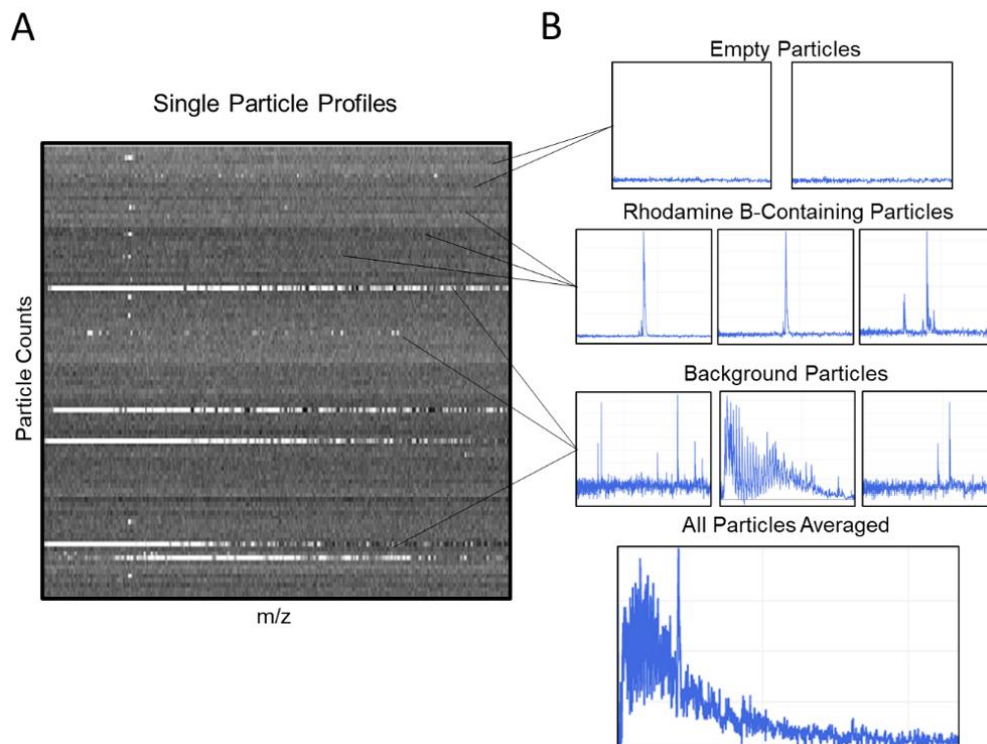 A
Single Particle Profiles
Particle Counts
m/z
B
Empty Particles
Rhodamine B-Containing Particles
Background Particles
All Particles Averaged